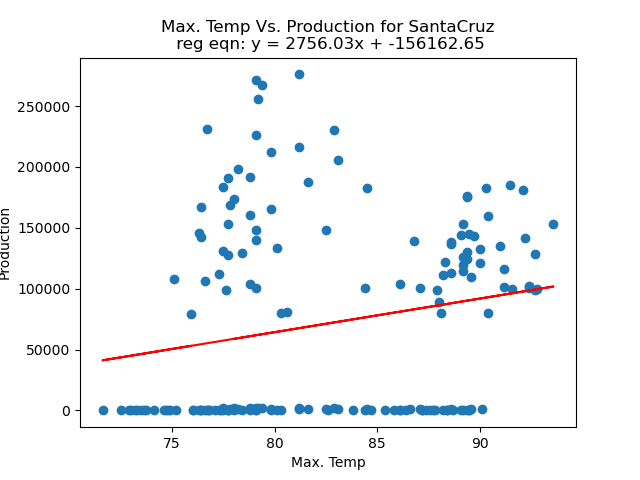 Max. Temp Vs. Production for SantaCruz
reg eqn: y = 2756.03x + -156162.65
250000
200000
150000
100000
50000
0
Production
75 80 85 90
Max. Temp